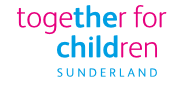 together for
children
SUNDERLAND